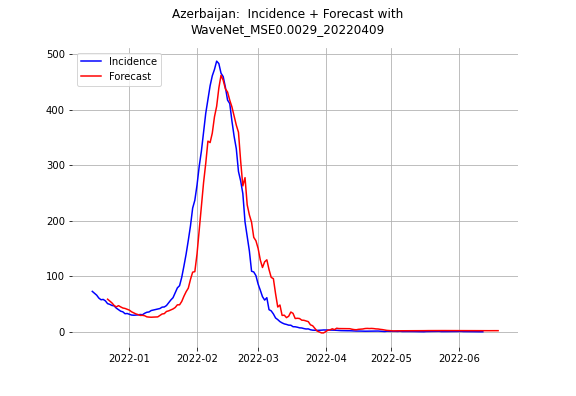 Azerbaijan:  Incidence + Forecast with
WaveNet_MSE0.0029_20220409
500
Incidence
Forecast
400
300
200
100
0
2022-01 2022-02 2022-03 2022-04 2022-05 2022-06